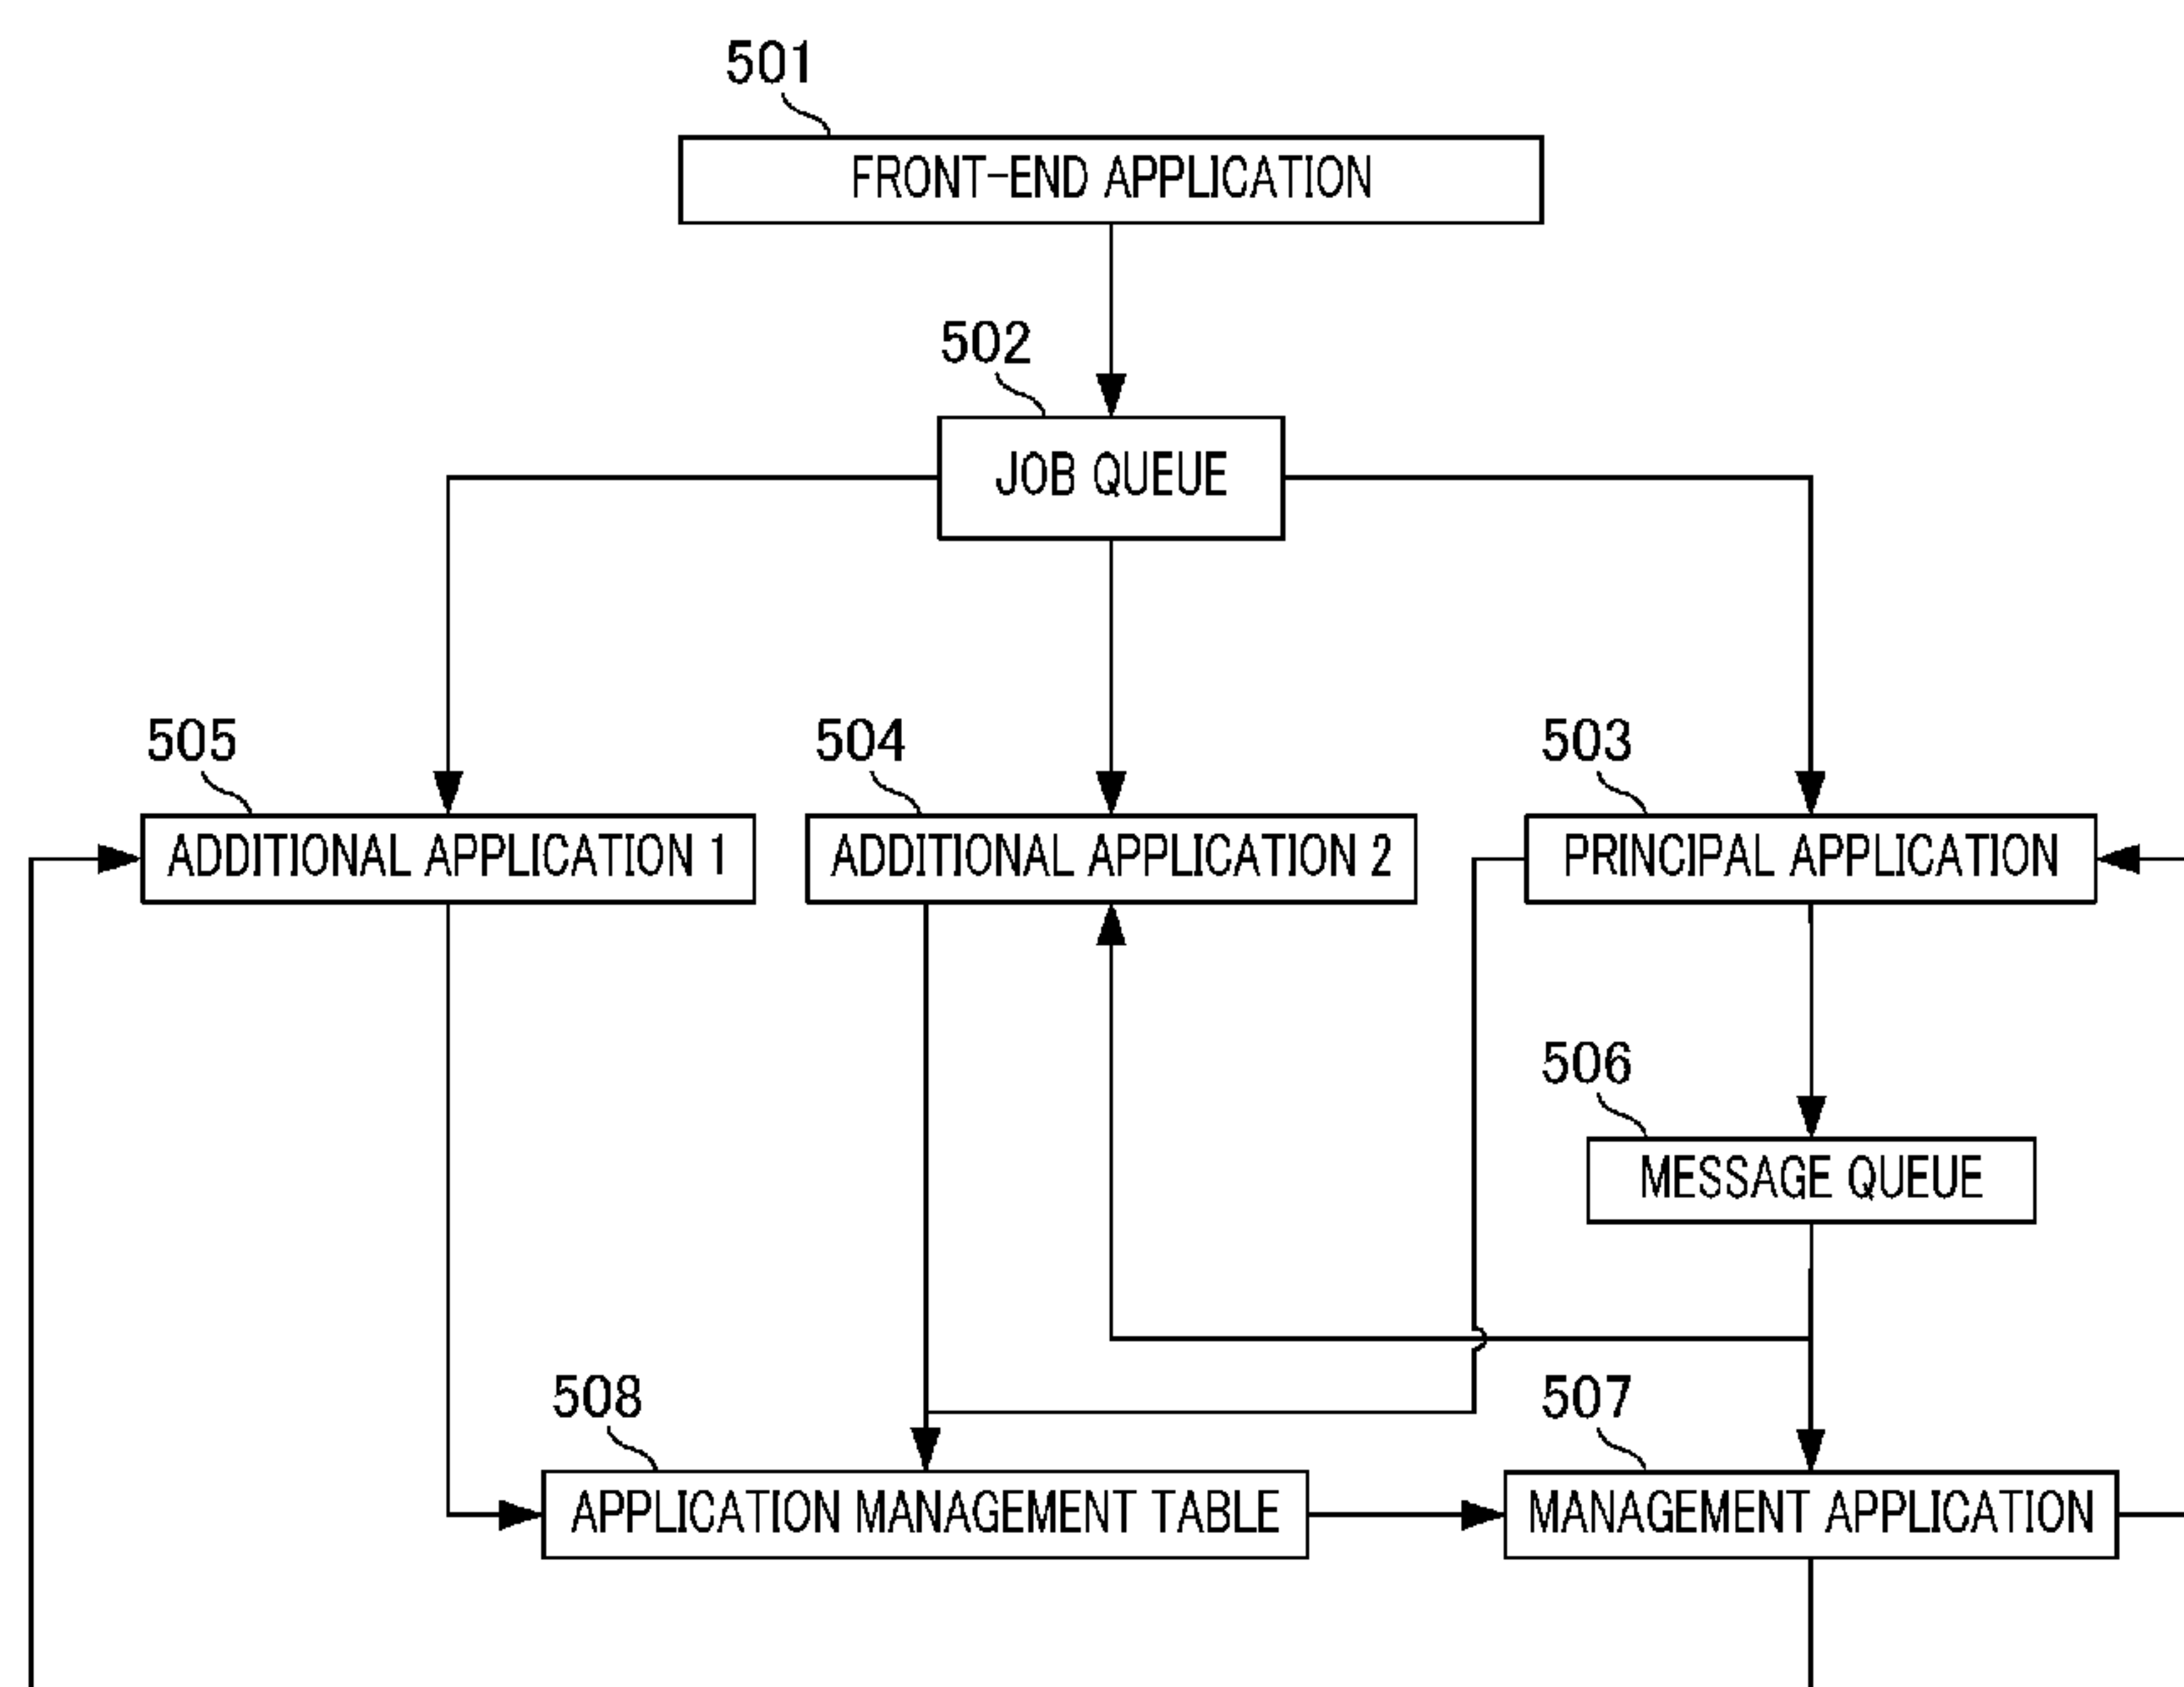 501
FRONT-END APPLICATION
502
JOB QUEUE
505
504
503
ADDITIONAL APPLICATION 1
ADDITIONAL APPLICATION 2
PRINCIPAL APPLICATION
506
MESSAGE QUEUE
508
507
APPLICATION MANAGEMENT TABLE
MANAGEMENT APPLICATION